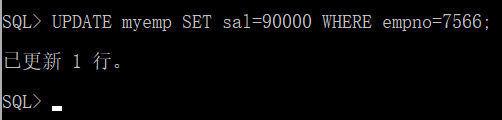 SQL> UPDATE myemp SET sal=90000 WHERE empno=7566;
已更新 1 行。
SQL>